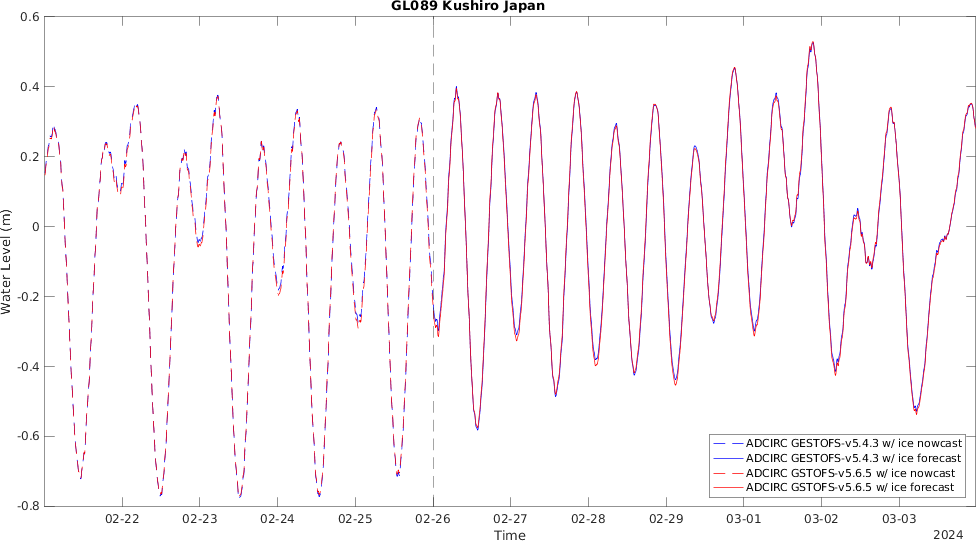 GL089 Kushiro Japan
0.6
0.4
0.2
0
-0.2
-0.4
-0.6
-0.8
Water Level (m)
ADCIRC GESTOFS-v5.4.3 w/ ice nowcast
ADCIRC GESTOFS-v5.4.3 w/ ice forecast
ADCIRC GSTOFS-v5.6.5 w/ ice nowcast
ADCIRC GSTOFS-v5.6.5 w/ ice forecast
02-22 02-23 02-24 02-25 02-26 02-27 02-28 02-29 03-01 03-02 03-03
Time
2024